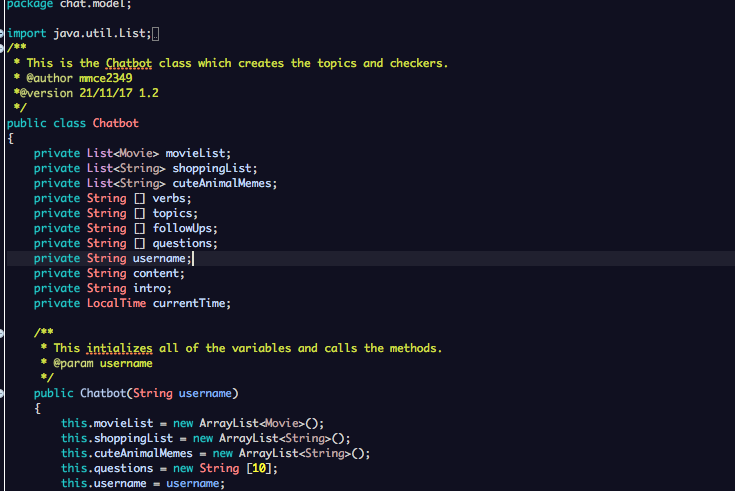 package chat.model;
import java.util.List;
/**
 * This is the Chatbot class which creates the topics and checkers.
 * @author mmce2349
 *@version 21/11/17 1.2
 */
public class Chatbot
{
    private List<Movie> movieList;
    private List<String> shoppingList;
    private List<String> cuteAnimalMemes;
    private String [] verbs;
    private String [] topics;
    private String [] followUps;
    private String [] questions;
    private String username;
    private String content;
    private String intro;
    private LocalTime currentTime;
    /**
     * This intializes all of the variables and calls the methods.
     * @param username
     */
    public Chatbot(String username)
    {
        this.movieList = new ArrayList<Movie>();
        this.shoppingList = new ArrayList<String>();
        this.cuteAnimalMemes = new ArrayList<String>();
        this.questions = new String [10];
        this.username = username;